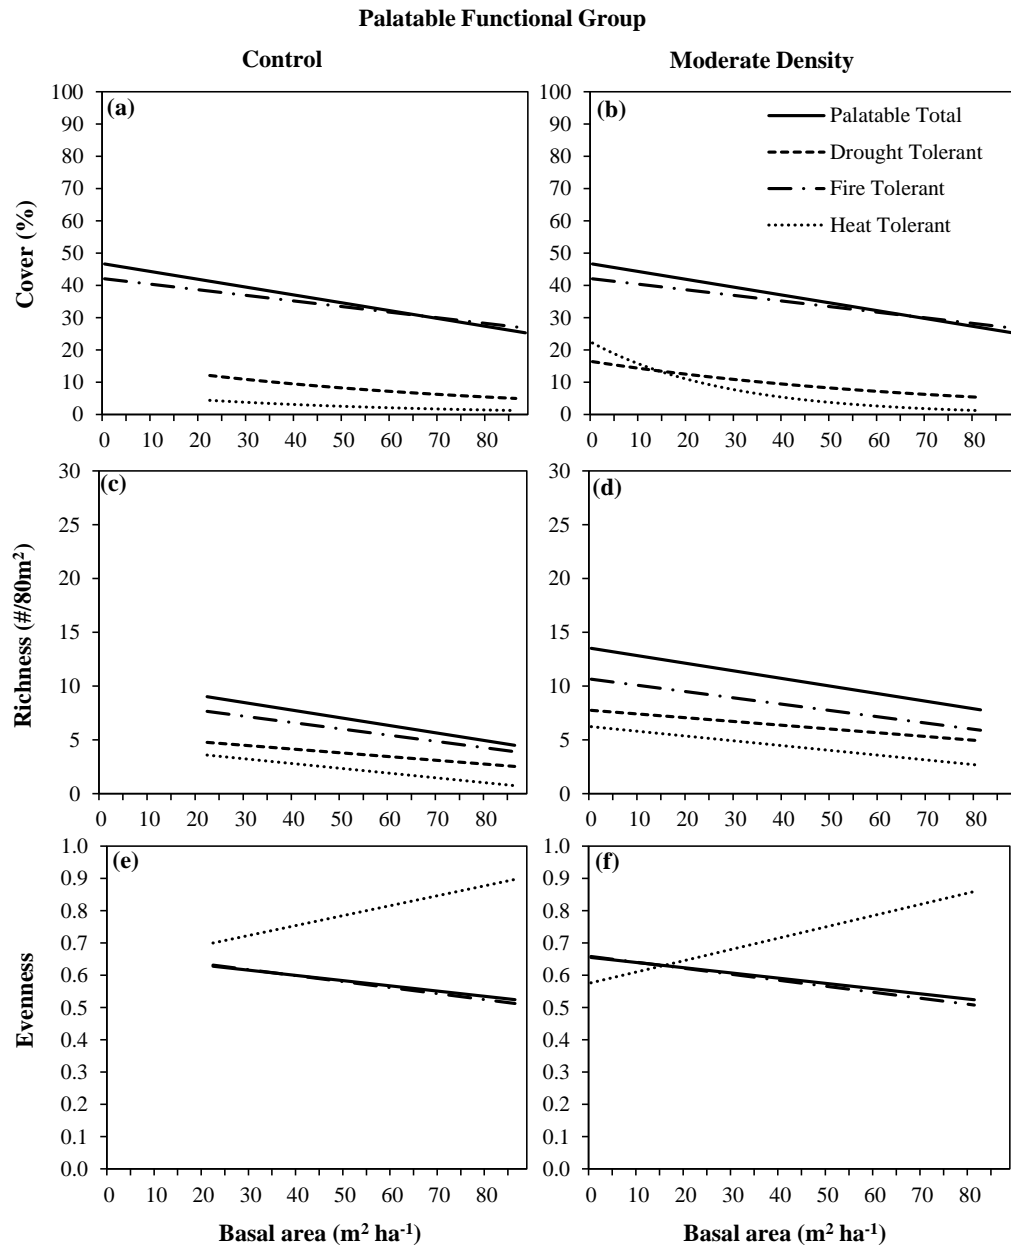 Palatable Functional Group
Control
Moderate Density
(a)
100
90
80
70
60
50
40
30
20
10
0
Cover (%)
0 10 20 30 40 50 60 70 80
(b)
100
90
80
70
60
50
40
30
20
10
0
Palatable Total
Drought Tolerant
Fire Tolerant
Heat Tolerant
0 10 20 30 40 50 60 70 80
(c)
30
25
20
15
10
5
0
Richness (#/80m²)
0 10 20 30 40 50 60 70 80
(d)
30
25
20
15
10
5
0
0 10 20 30 40 50 60 70 80
(e)
1.0
0.9
0.8
0.7
0.6
0.5
0.4
0.3
0.2
0.1
0.0
Evenness
0 10 20 30 40 50 60 70 80
Basal area (m² ha⁻¹)
(f)
1.0
0.9
0.8
0.7
0.6
0.5
0.4
0.3
0.2
0.1
0.0
0 10 20 30 40 50 60 70 80
Basal area (m² ha⁻¹)